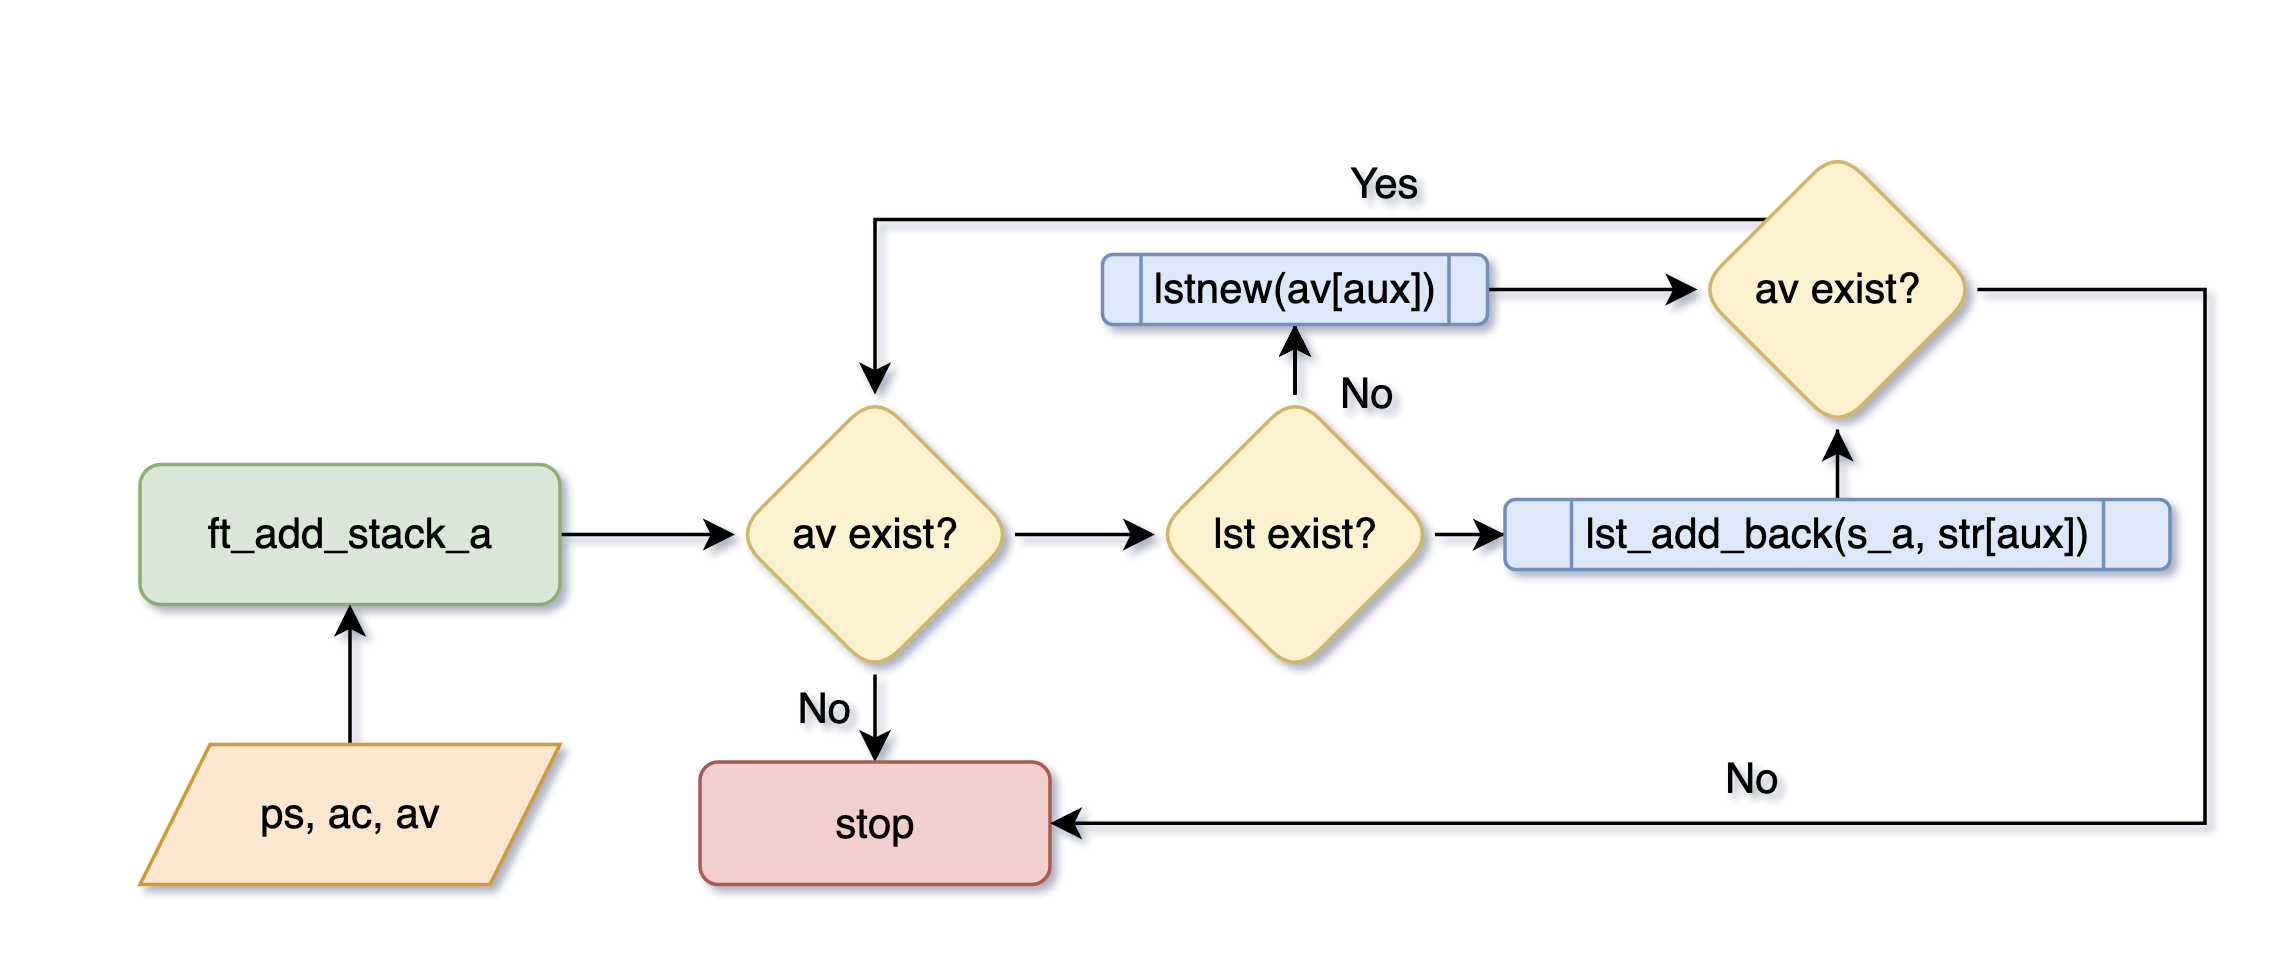 Yes
lstnew(av[aux])
av exist?
No
ft_add_stack_a
av exist?
lst exist?
lst_add_back(s_a, str[aux])
No
No
ps, ac, av
stop